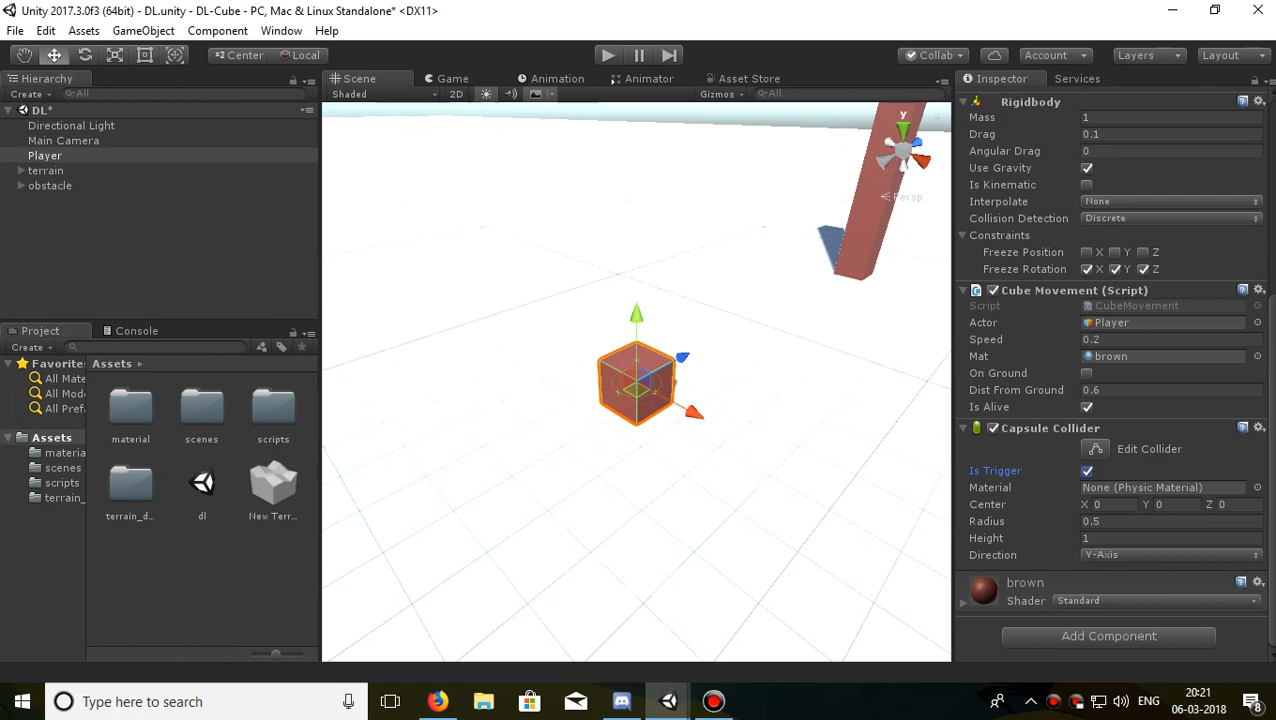 Unity 2017.3.0f3 (64bit) - DL.unity - DL-Cube - PC, Mac & Linux Standalone* <DX11>
File Edit Assets GameObject Component Window Help
Center Local Collab Account Layers Layout
Hierarchy
Create All
DL*
Directional Light
Main Camera
Player
terrain
obstacle
Project Console
Create
Favorites
All Mate
All Mode
All Pref
Assets
materia
scenes
scripts
terrain_
Assets
material scenes scripts
terrain_d... dl New Terr...
Scene Game Animation Animator Asset Store
Shaded 2D Gizmos All
y
Persp
Inspector Services
Rigidbody
Mass 1
Drag 0.1
Angular Drag 0
Use Gravity
Is Kinematic
Interpolate None
Collision Detection Discrete
Constraints
Freeze Position X Y Z
Freeze Rotation X Y Z
Cube Movement (Script)
Script CubeMovement
Actor Player
Speed 0.2
Mat brown
On Ground
Dist From Ground 0.6
Is Alive
Capsule Collider
Edit Collider
Is Trigger
Material None (Physic Material)
Center X 0 Y 0 Z 0
Radius 0.5
Height 1
Direction Y-Axis
brown
Shader Standard
Add Component
Type here to search
ENG
20:21
06-03-2018
8